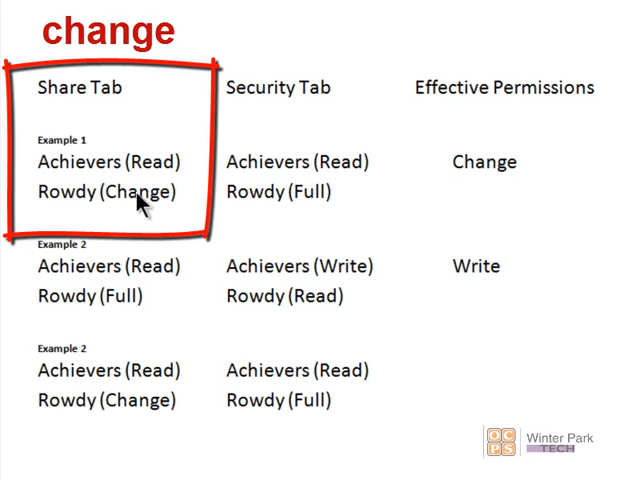 change
Share Tab Security Tab Effective Permissions
Example 1
Achievers (Read) Achievers (Read) Change
Rowdy (Change) Rowdy (Full)
Example 2
Achievers (Read) Achievers (Write) Write
Rowdy (Full) Rowdy (Read)
Example 2
Achievers (Read) Achievers (Read)
Rowdy (Change) Rowdy (Full)
OC
PS
Winter Park
TECH